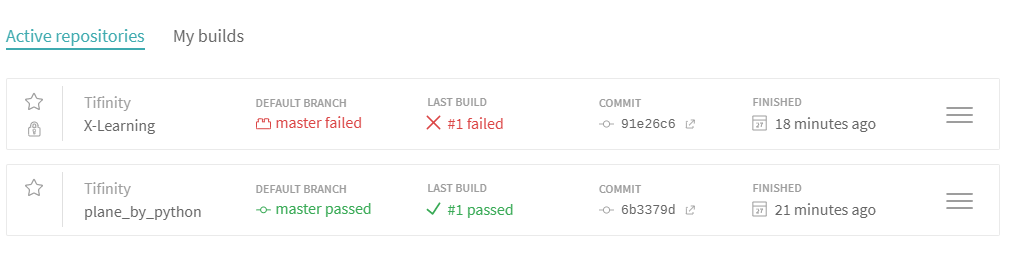 Active repositories My builds
Tifinity DEFAULT BRANCH LAST BUILD COMMIT FINISHED
X-Learning master failed #1 failed 91e26c6 27 18 minutes ago
Tifinity DEFAULT BRANCH LAST BUILD COMMIT FINISHED
plane_by_python master passed #1 passed 6b3379d 27 21 minutes ago